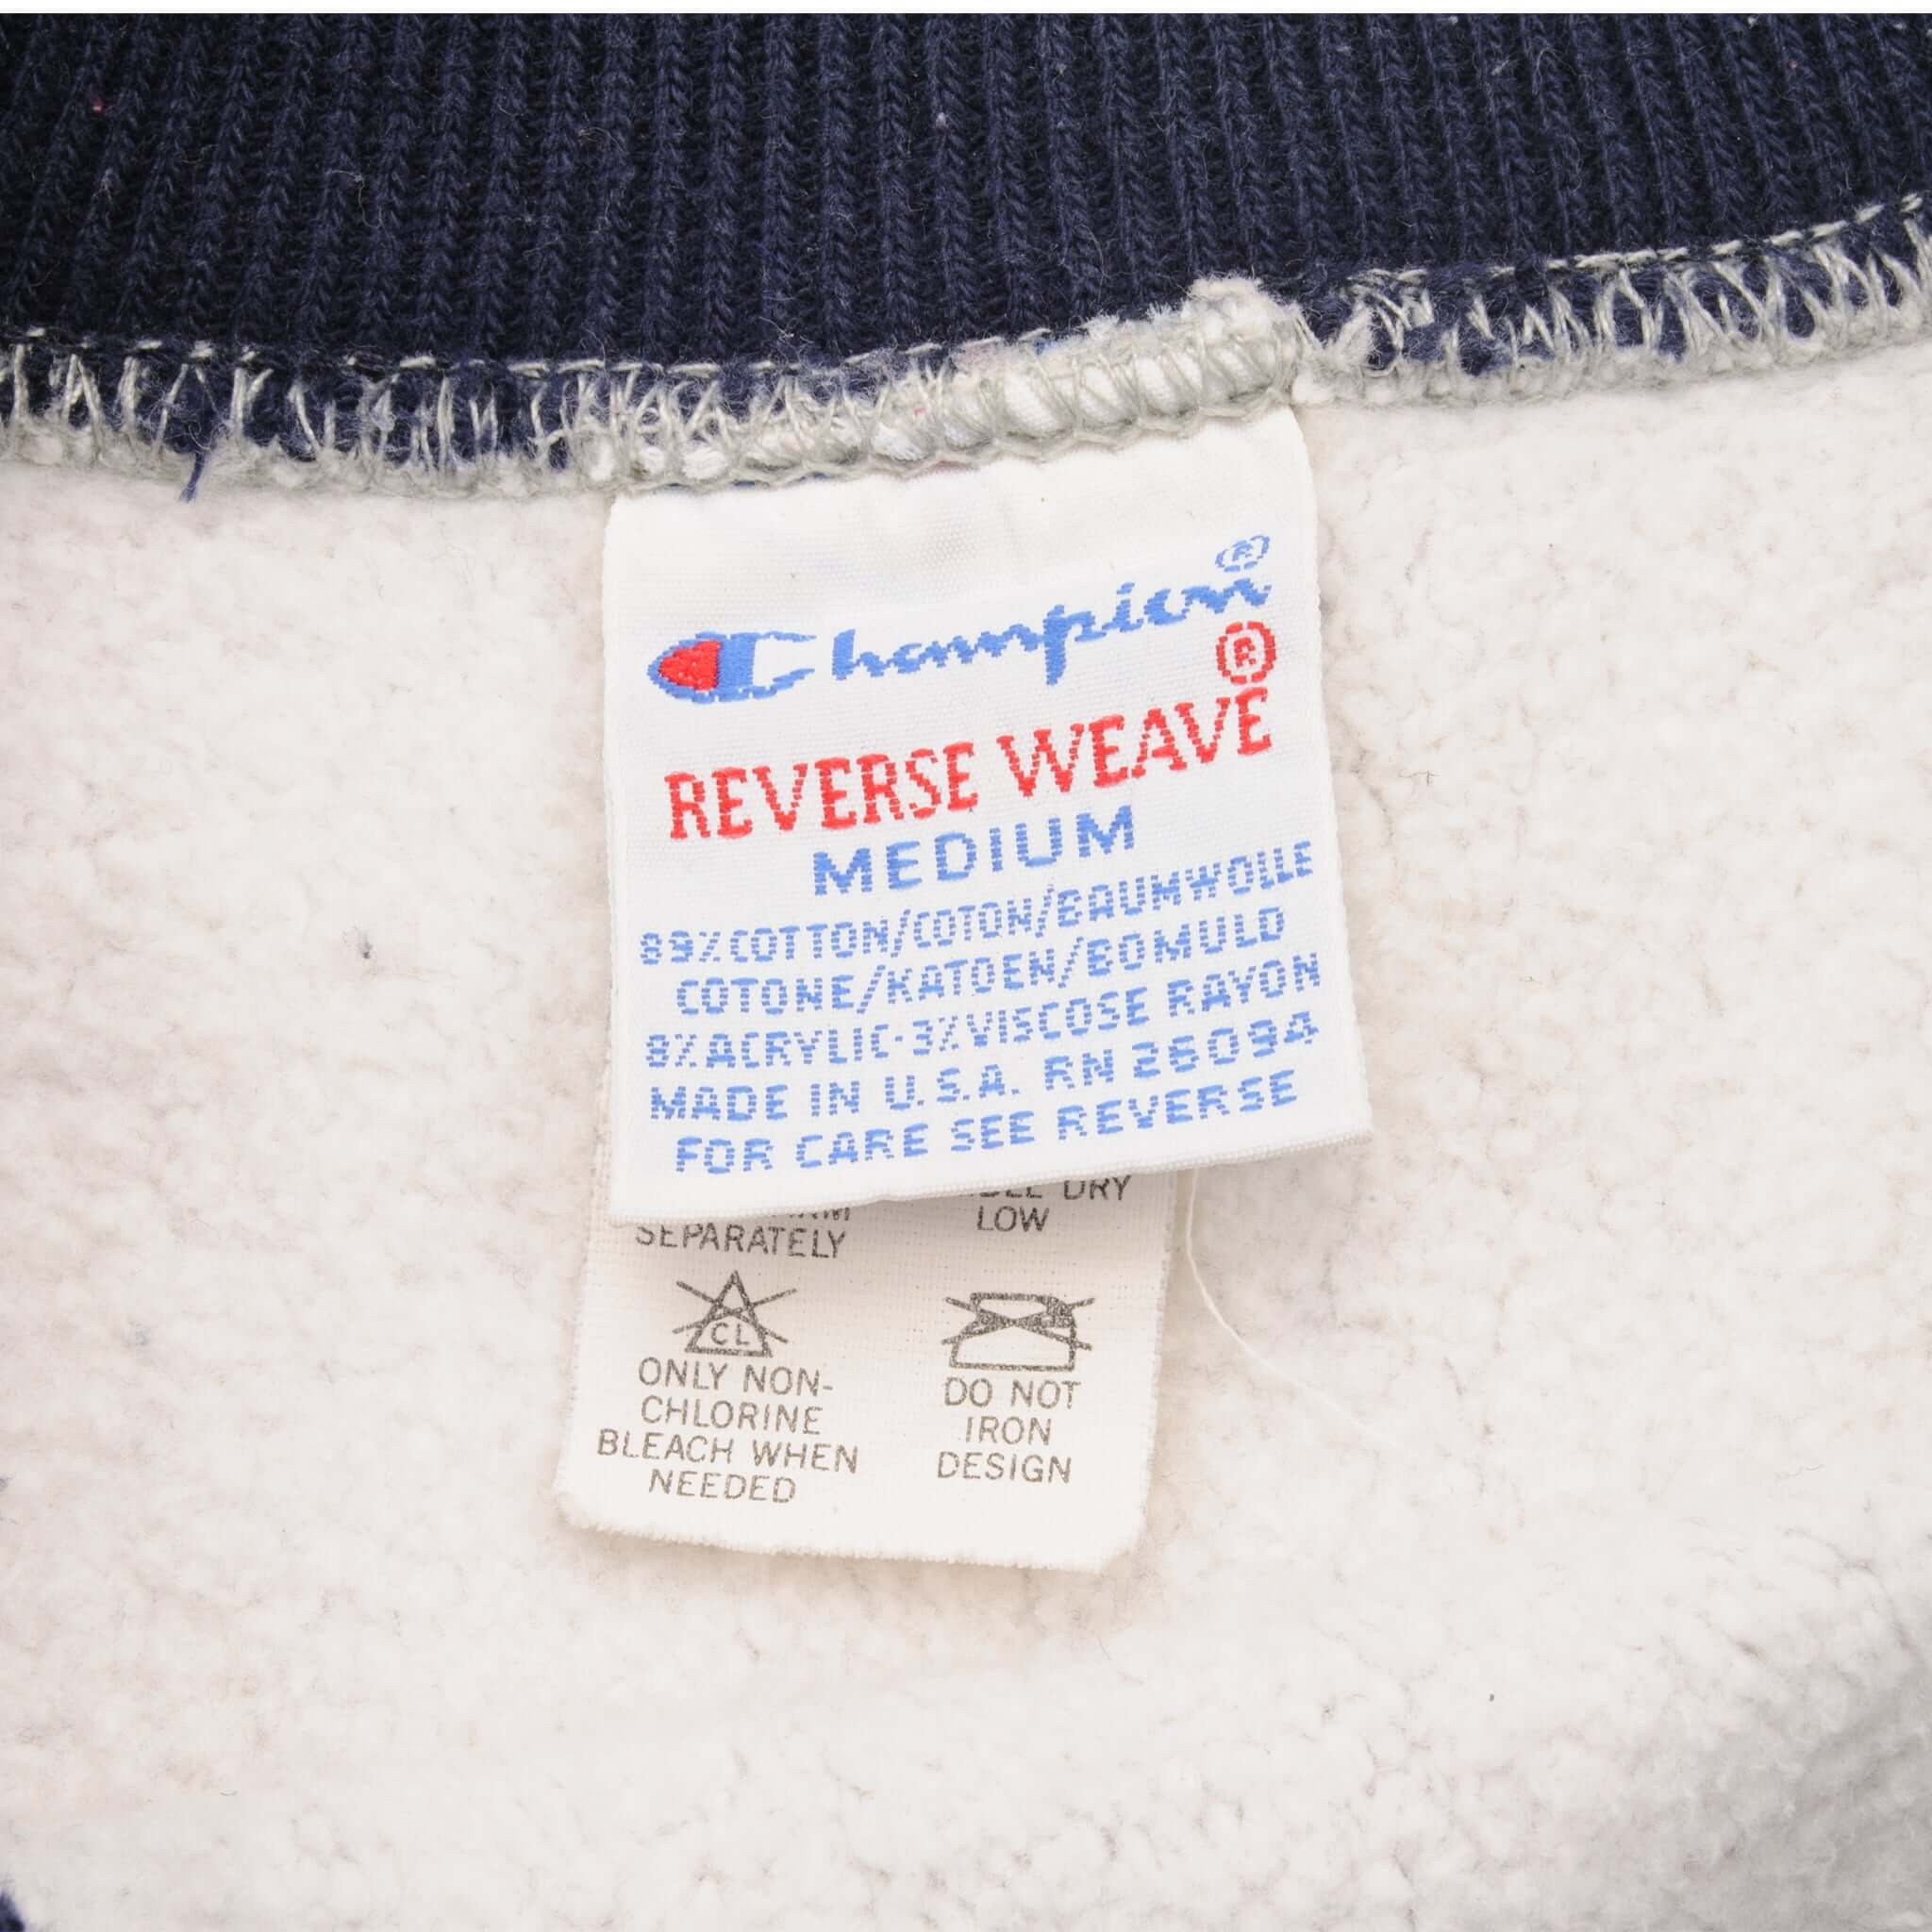 Champion®
REVERSE WEAVE®
MEDIUM
89% COTTON/COTON/BAUMWOLLE
COTONE/KATOEN/BOMULD
8% ACRYLIC-3% VISCOSE RAYON
MADE IN U.S.A. RN 26094
FOR CARE SEE REVERSE
DRY
SEPARATELY
LOW
CL
ONLY NON-
CHLORINE
BLEACH WHEN
NEEDED
DO NOT
IRON
DESIGN